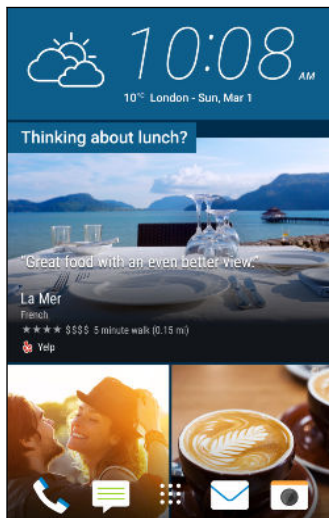 10:08 AM
10°C London - Sun, Mar 1
Thinking about lunch?
"Great food with an even better view."
La Mer
French
★★★★ $$$$ 5 minute walk (0.15 mi)
Yelp